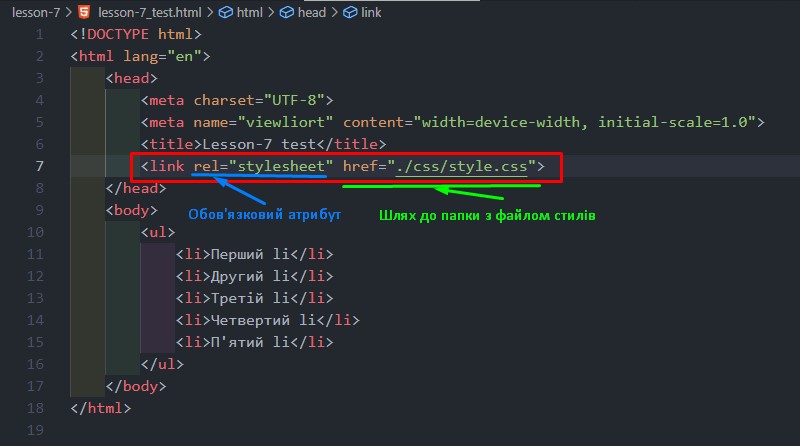 lesson-7 > lesson-7_test.html > html > head > link
1 <!DOCTYPE html>
2 <html lang="en">
3 <head>
4 <meta charset="UTF-8">
5 <meta name="viewliort" content="width=device-width, initial-scale=1.0">
6 <title>Lesson-7 test</title>
7 <link rel="stylesheet" href="./css/style.css">
8 </head>
9 <body>
Обов'язковий атрибут
Шлях до папки з файлом стилів
10 <ul>
11 <li>Перший li</li>
12 <li>Другий li</li>
13 <li>Третій li</li>
14 <li>Четвертий li</li>
15 <li>П'ятий li</li>
16 </ul>
17 </body>
18 </html>
19